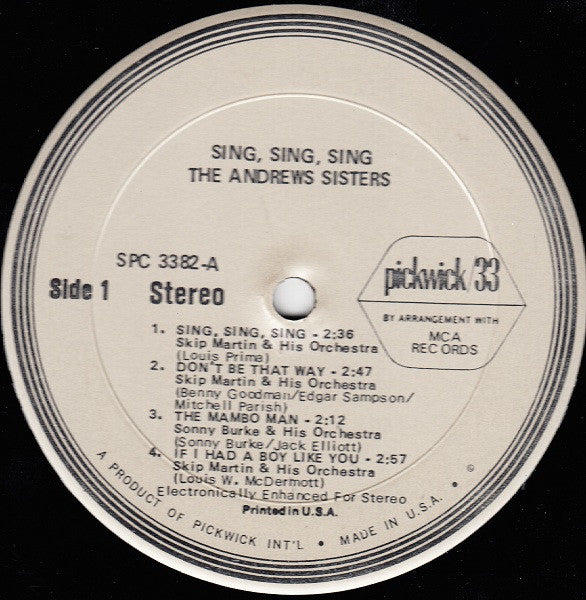 SING, SING, SING
THE ANDREWS SISTERS
SPC 3382-A
Side 1 Stereo
pickwick/33
BY ARRANGEMENT WITH
MCA
RECORDS
1. SING, SING, SING - 2:36
Skip Martin & His Orchestra
(Louis Prima)
2. DON'T BE THAT WAY - 2:47
Skip Martin & His Orchestra
(Benny Goodman/Edgar Sampson/
Mitchell Parish)
3. THE MAMBO MAN - 2:12
Sonny Burke & His Orchestra
(Sonny Burke/Jack Elliott)
4. IF I HAD A BOY LIKE YOU - 2:57
Skip Martin & His Orchestra
(Louis W. McDermott)
Electronically Enhanced For Stereo
Printed in U.S.A.
A PRODUCT OF PICKWICK INT'L • MADE IN U.S.A. •